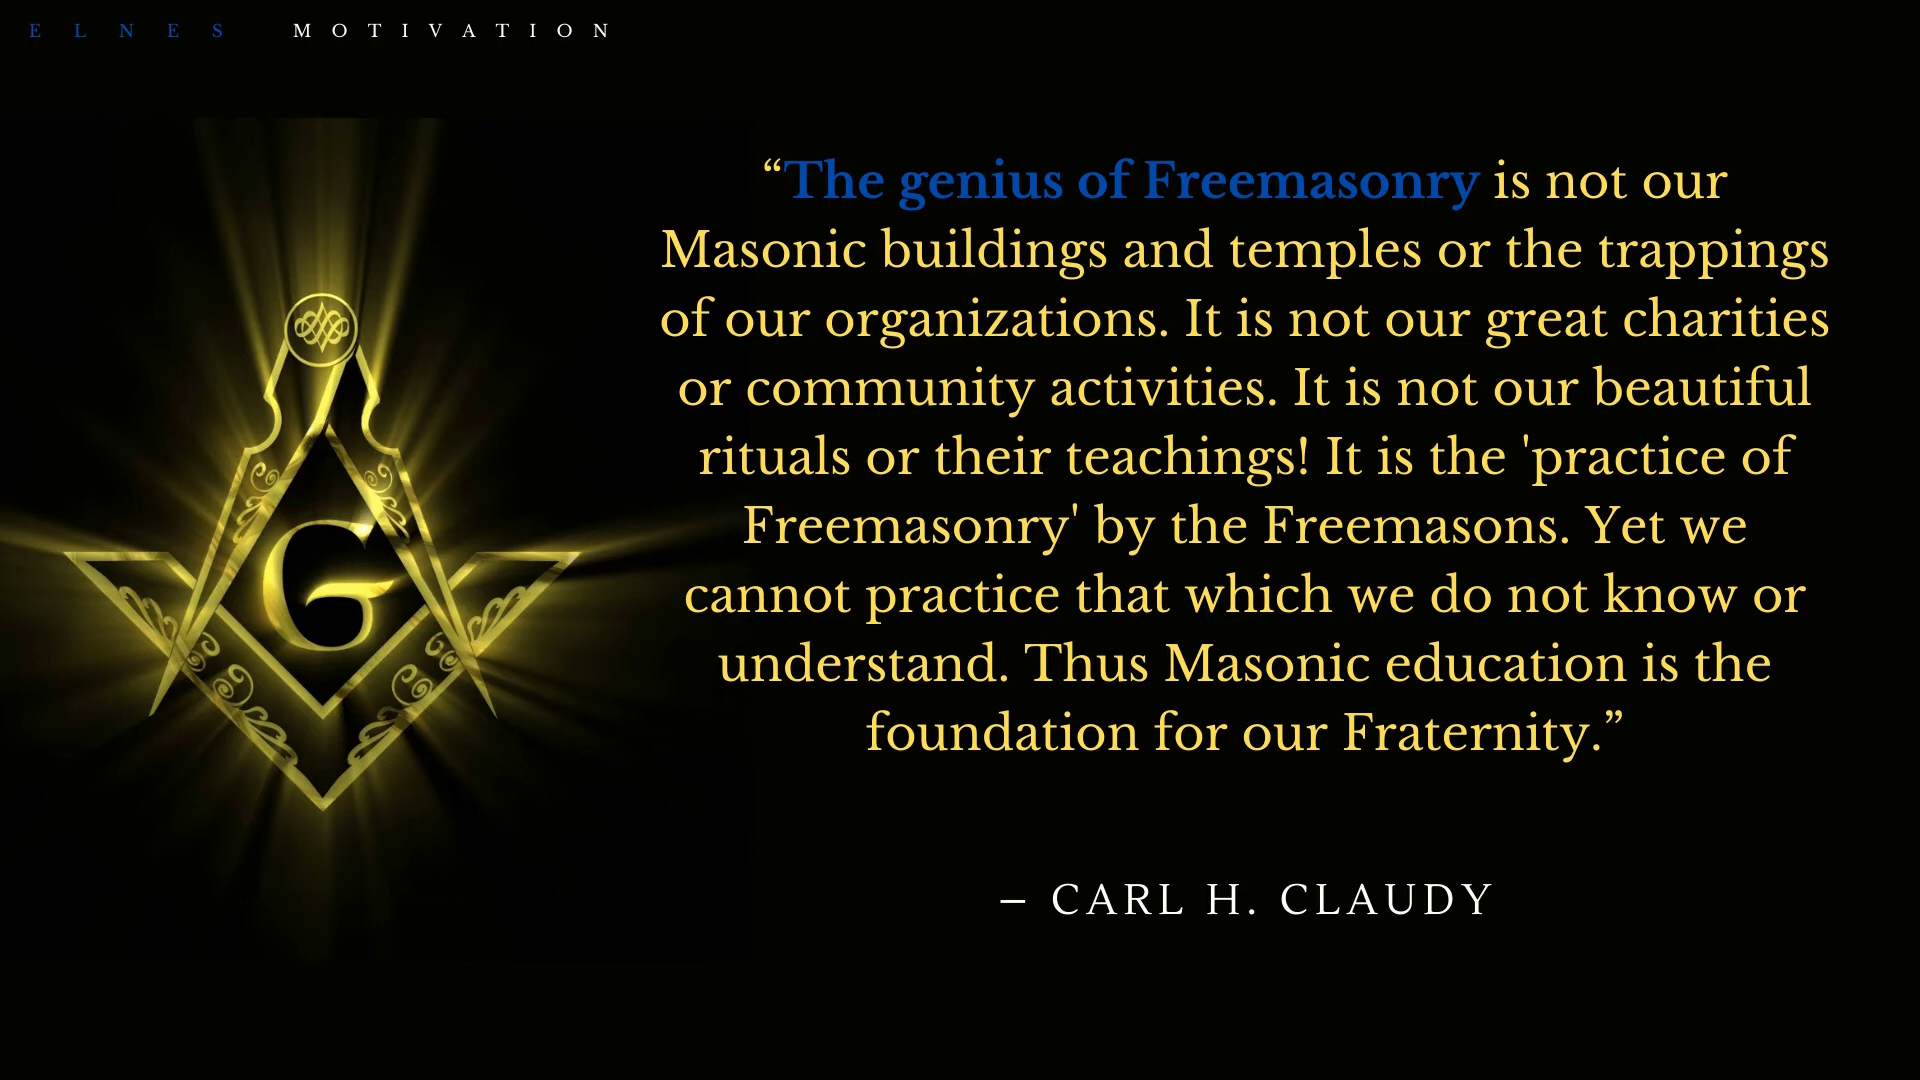 ELNES MOTIVATION
“The genius of Freemasonry is not our
Masonic buildings and temples or the trappings
of our organizations. It is not our great charities
or community activities. It is not our beautiful
rituals or their teachings! It is the 'practice of
Freemasonry' by the Freemasons. Yet we
cannot practice that which we do not know or
understand. Thus Masonic education is the
foundation for our Fraternity.”
G
– CARL H. CLAUDY